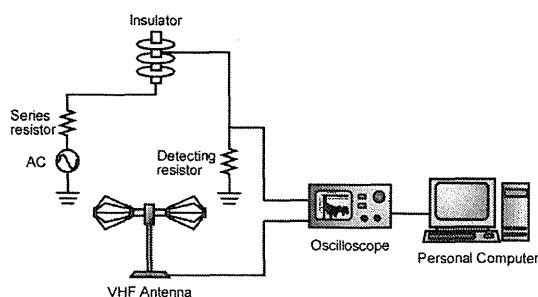 Insulator
Series
resistor
AC
Detecting
resistor
Oscilloscope
Personal Computer
VHF Antenna